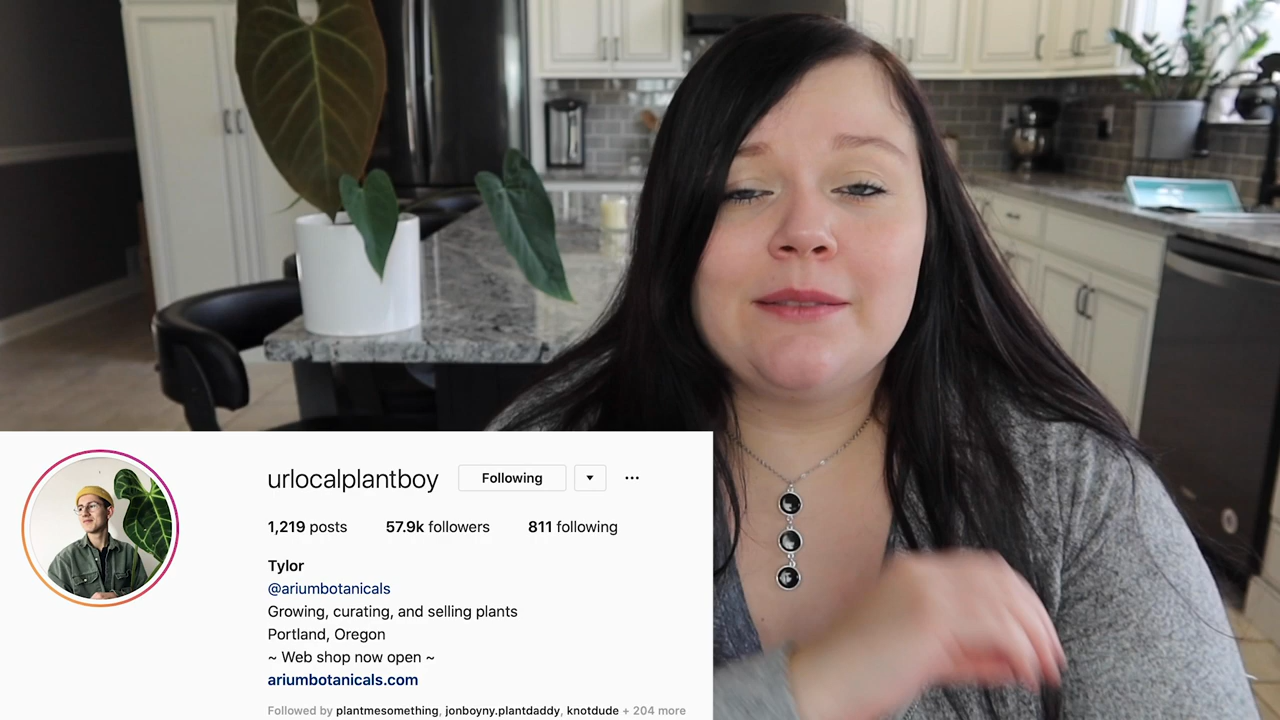 urlocalplantboy Following
1,219 posts 57.9k followers 811 following
Tylor
@ariumbotanicals
Growing, curating, and selling plants
Portland, Oregon
~ Web shop now open ~
ariumbotanicals.com
Followed by plantmesomething, jonboyny.plantdaddy, knotdude + 204 more